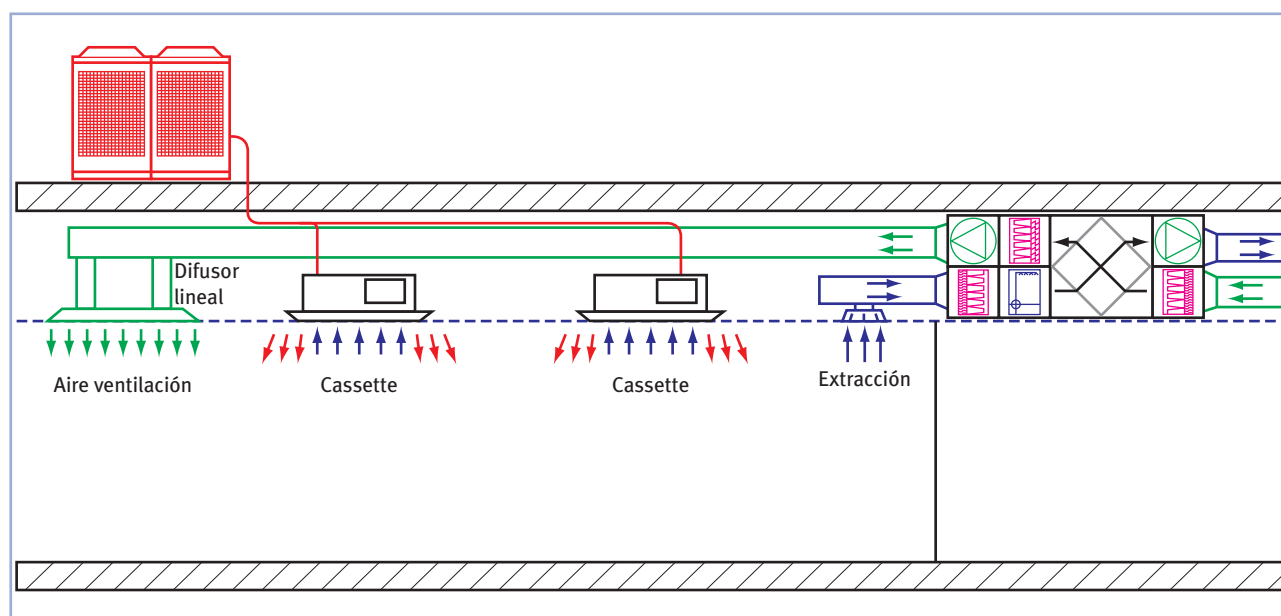 Difusor
lineal
Aire ventilación
Cassette
Cassette
Extracción